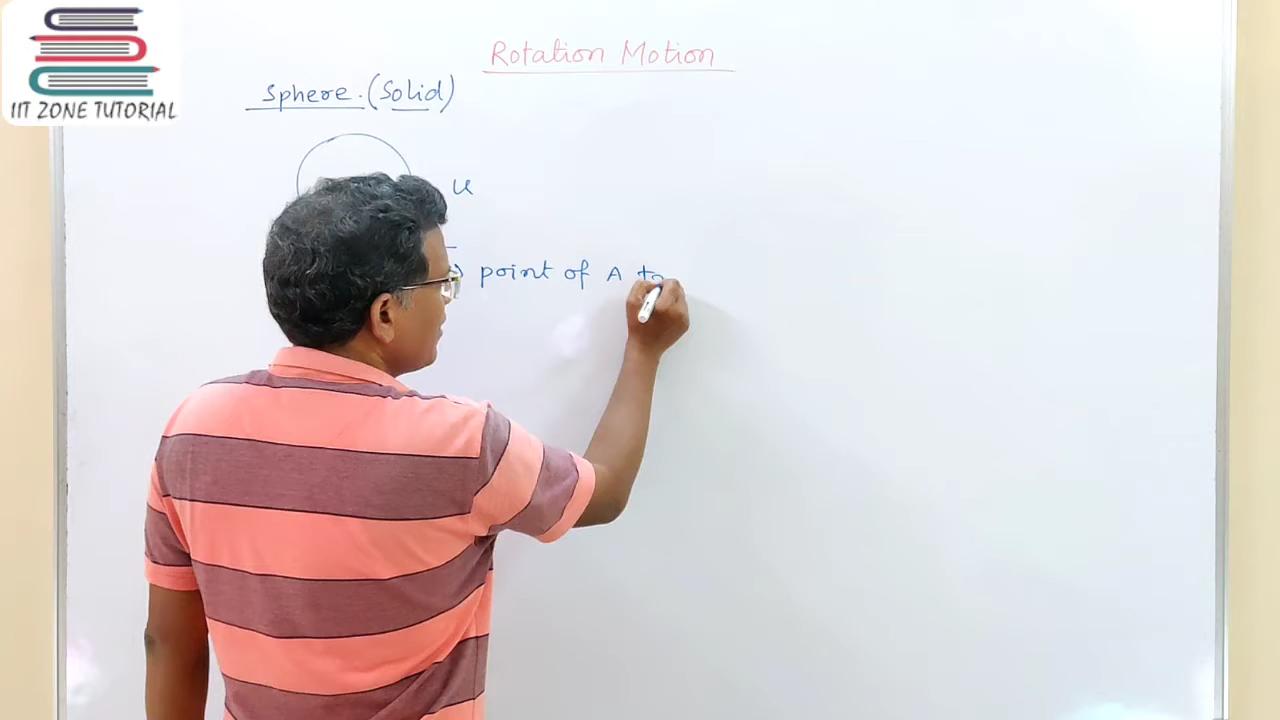 IIT ZONE TUTORIAL
Rotation Motion
Sphere. (Solid)
u
) point of A to